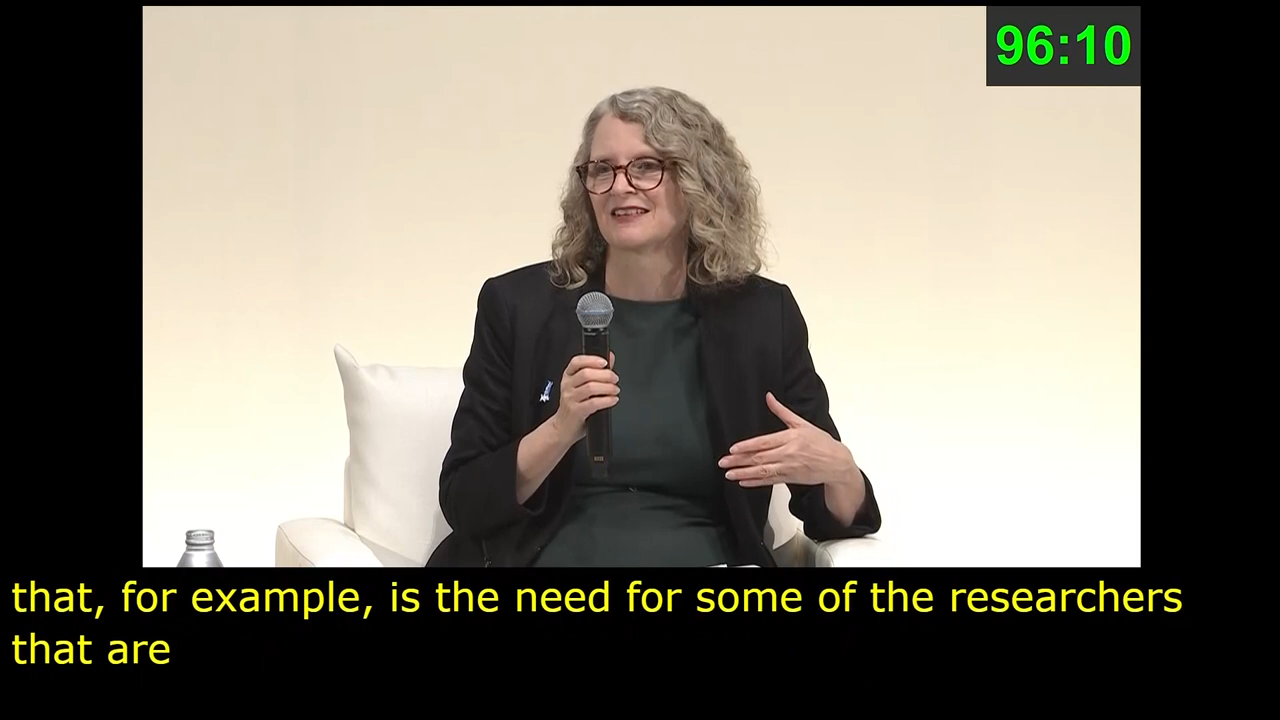 96:10
that, for example, is the need for some of the researchers
that are